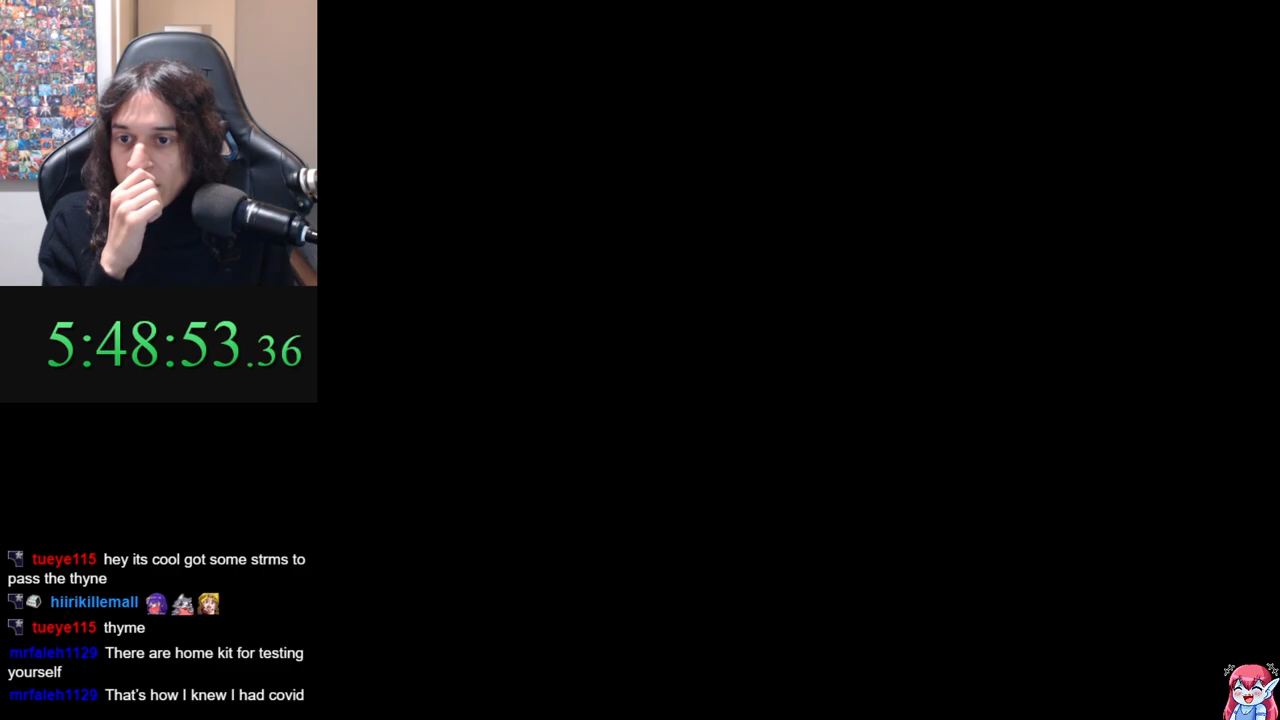 5:48:53.36
tueye115 hey its cool got some strms to
pass the thyne
hiirikillemall
tueye115 thyme
mrfaleh1129 There are home kit for testing
yourself
mrfaleh1129 That's how I knew I had covid